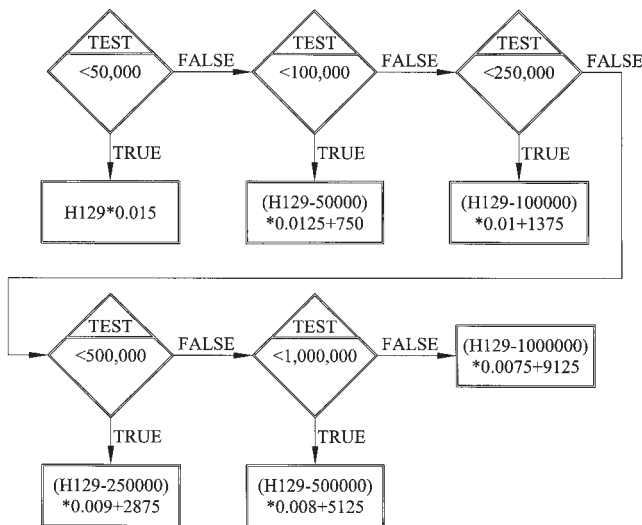 TEST
<50,000
FALSE
TEST
<100,000
FALSE
TEST
<250,000
FALSE
TRUE
TRUE
TRUE
H129*0.015
(H129-50000)
*0.0125+750
(H129-100000)
*0.01+1375
TEST
<500,000
FALSE
TEST
<1,000,000
FALSE
(H129-1000000)
*0.0075+9125
TRUE
TRUE
(H129-250000)
*0.009+2875
(H129-500000)
*0.008+5125